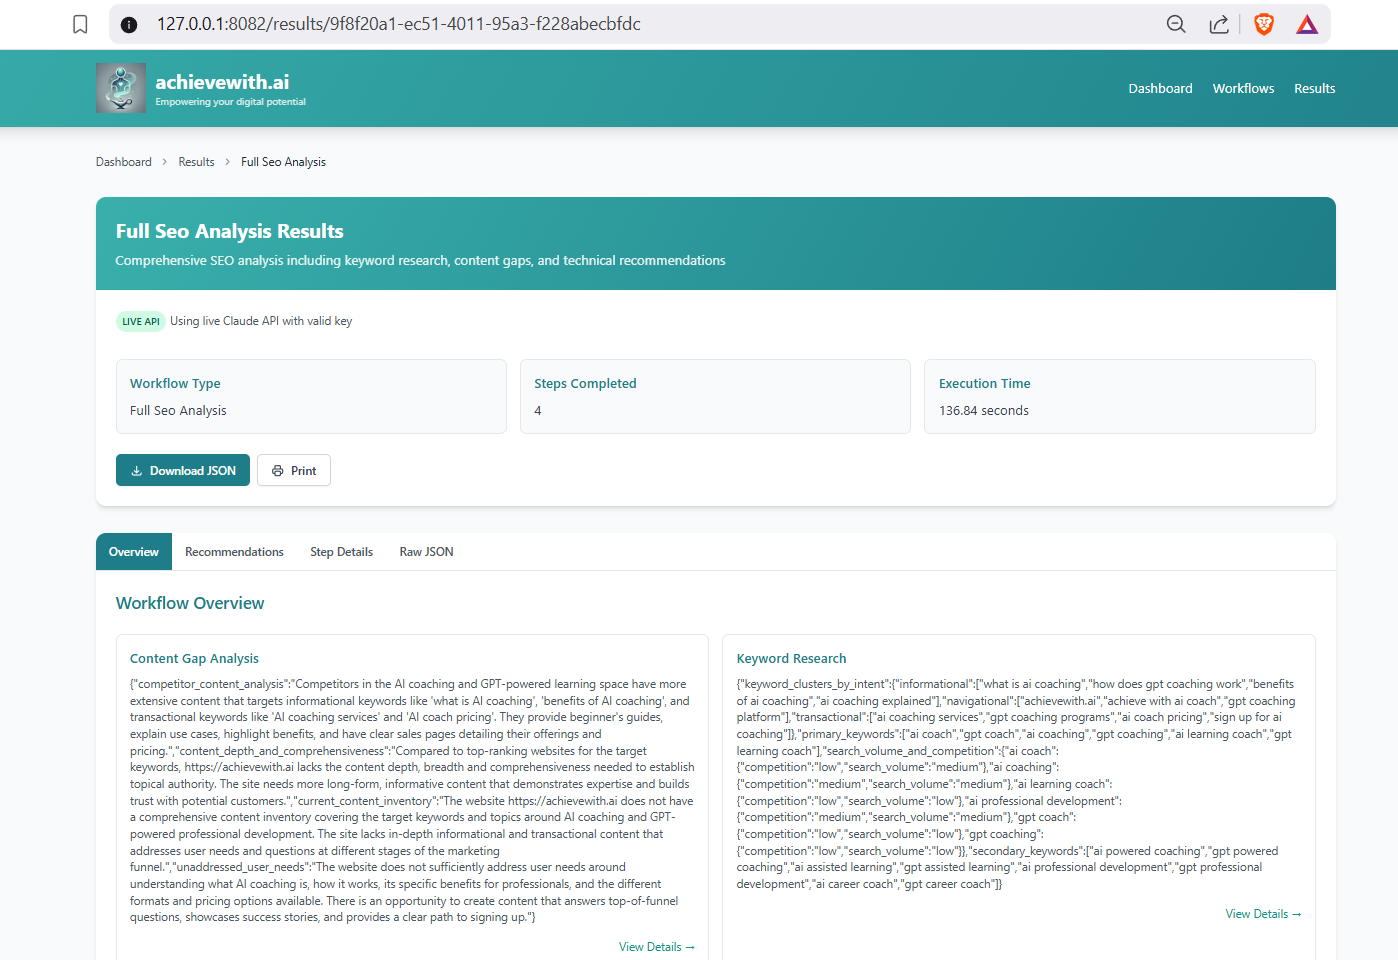 127.0.0.1:8082/results/9f8f20a1-ec51-4011-95a3-f228abecbfdc
achievewith.ai
Empowering your digital potential
Dashboard Workflows Results
Dashboard > Results > Full Seo Analysis
Full Seo Analysis Results
Comprehensive SEO analysis including keyword research, content gaps, and technical recommendations
LIVE API Using live Claude API with valid key
Workflow Type
Full Seo Analysis
Steps Completed
4
Execution Time
136.84 seconds
Download JSON
Print
Overview Recommendations Step Details Raw JSON
Workflow Overview
Content Gap Analysis
{"competitor_content_analysis":"Competitors in the AI coaching and GPT-powered learning space have more
extensive content that targets informational keywords like 'what is AI coaching', 'benefits of AI coaching', and
transactional keywords like 'AI coaching services' and 'AI coach pricing'. They provide beginner's guides,
explain use cases, highlight benefits, and have clear sales pages detailing their offerings and
pricing.","content_depth_and_comprehensiveness":"Compared to top-ranking websites for the target
keywords, https://achievewith.ai lacks the content depth, breadth and comprehensiveness needed to establish
topical authority. The site needs more long-form, informative content that demonstrates expertise and builds
trust with potential customers.","current_content_inventory":"The website https://achievewith.ai does not have
a comprehensive content inventory covering the target keywords and topics around AI coaching and GPT-
powered professional development. The site lacks in-depth informational and transactional content that
addresses user needs and questions at different stages of the marketing
funnel.","unaddressed_user_needs":"The website does not sufficiently address user needs around
understanding what AI coaching is, how it works, its specific benefits for professionals, and the different
formats and pricing options available. There is an opportunity to create content that answers top-of-funnel
questions, showcases success stories, and provides a clear path to signing up."}
View Details →
Keyword Research
{"keyword_clusters_by_intent":{"informational":["what is ai coaching","how does gpt coaching work","benefits
of ai coaching","ai coaching explained"],"navigational":["achievewith.ai","achieve with ai coach","gpt coaching
platform"],"transactional":["ai coaching services","gpt coaching programs","ai coach pricing","sign up for ai
coaching"]},"primary_keywords":["ai coach","gpt coach","ai coaching","gpt coaching","ai learning coach","gpt
learning coach"],"search_volume_and_competition":{"ai coach":
{"competition":"low","search_volume":"medium"},"ai coaching":
{"competition":"medium","search_volume":"medium"},"ai learning coach":
{"competition":"low","search_volume":"low"},"ai professional development":
{"competition":"medium","search_volume":"medium"},"gpt coach":
{"competition":"low","search_volume":"low"},"gpt coaching":
{"competition":"low","search_volume":"low"}},"secondary_keywords":["ai powered coaching","gpt powered
coaching","ai assisted learning","gpt assisted learning","ai professional development","gpt professional
development","ai career coach","gpt career coach"]}
View Details →